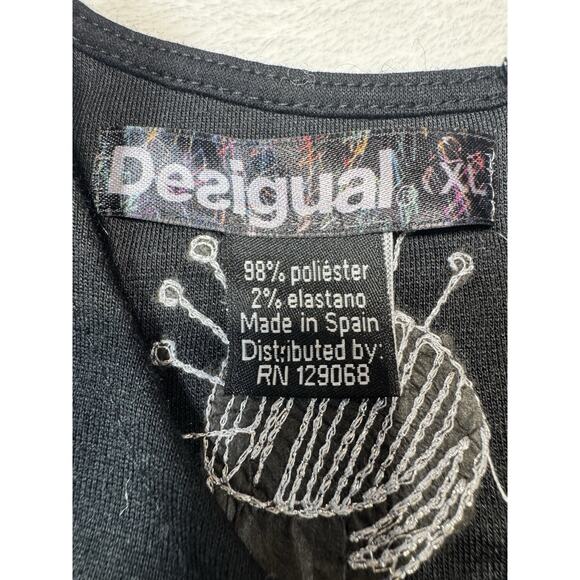 Desigual. XL
98% poliéster
2% elastano
Made in Spain
Distributed by:
RN 129068